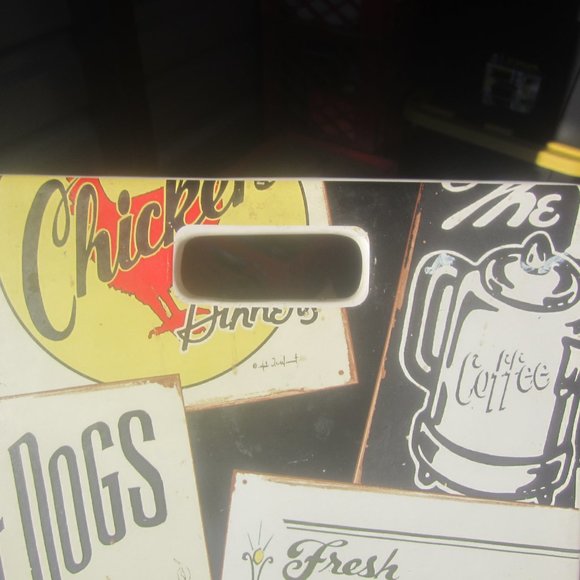 Chicken
Dinners
The
Coffee
DOGS
Fresh